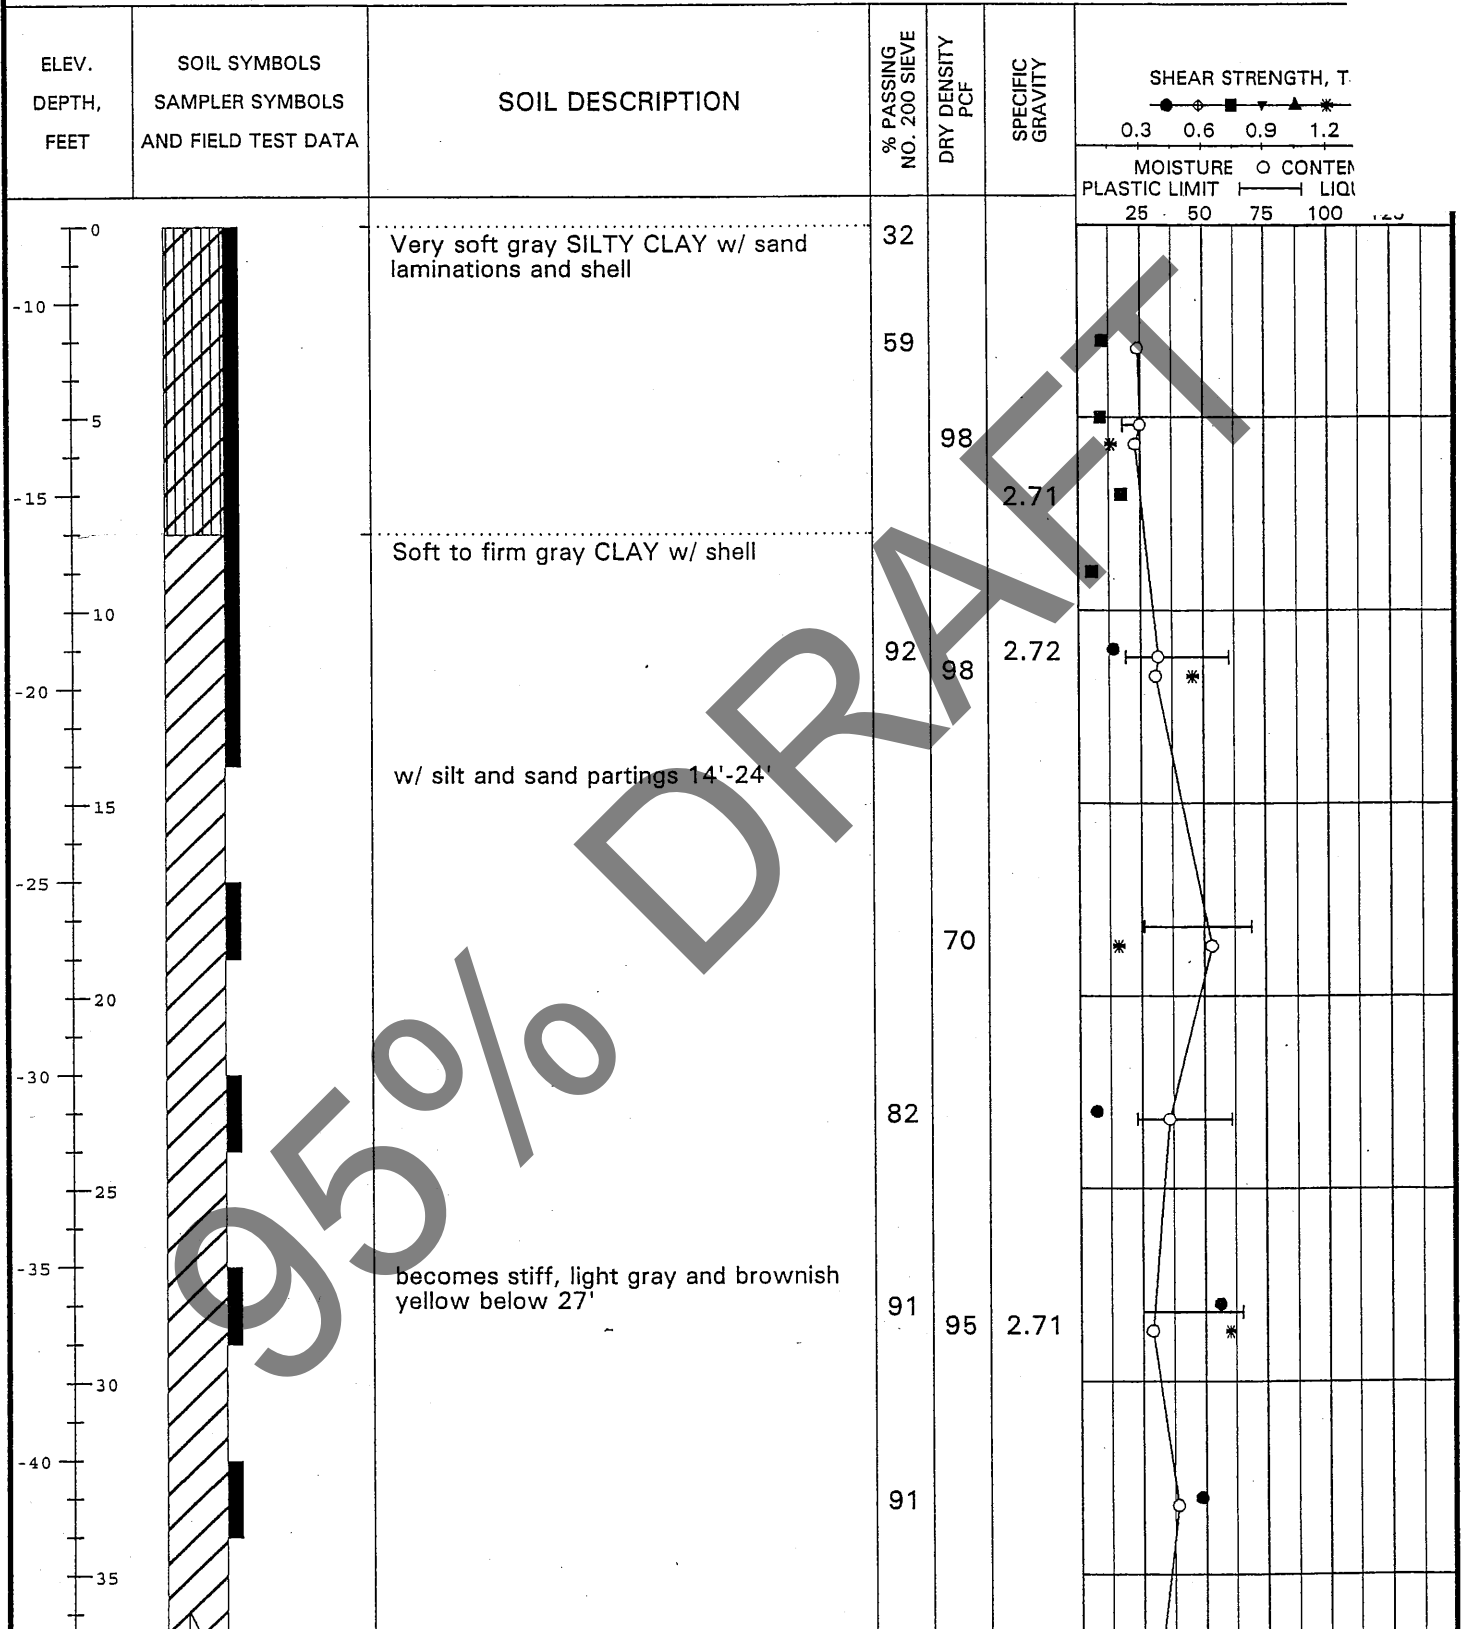 ELEV.
DEPTH,
FEET
SOIL SYMBOLS
SAMPLER SYMBOLS
AND FIELD TEST DATA
SOIL DESCRIPTION
% PASSING
NO. 200 SIEVE
DRY DENSITY
PCF
SPECIFIC
GRAVITY
SHEAR STRENGTH, T
0.3 0.6 0.9 1.2
MOISTURE CONTEN
PLASTIC LIMIT LIQU
25 50 75 100 125
0
Very soft gray SILTY CLAY w/ sand
laminations and shell
32
-10
59
5
98
-15
2.71
Soft to firm gray CLAY w/ shell
10
92
98
2.72
-20
w/ silt and sand partings 14'-24'
15
-25
70
20
-30
82
25
-35
becomes stiff, light gray and brownish
yellow below 27'
91
95
2.71
30
-40
91
35
95% DRAFT